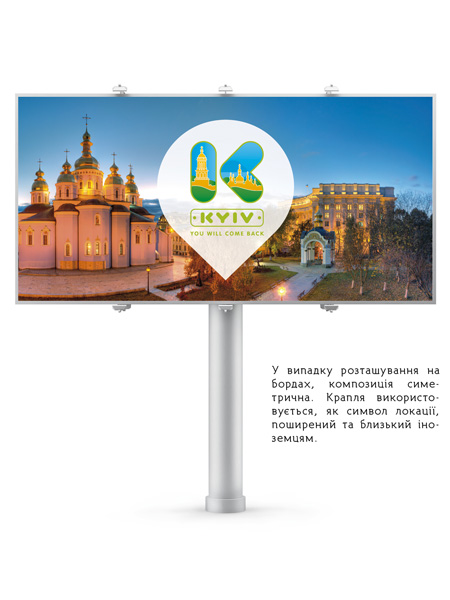 K
· KYIV ·
YOU WILL COME BACK
У випадку розташування на
бордах, композиція симе-
трична. Крапля використо-
вується, як символ локації,
поширений та близький іно-
земцям.